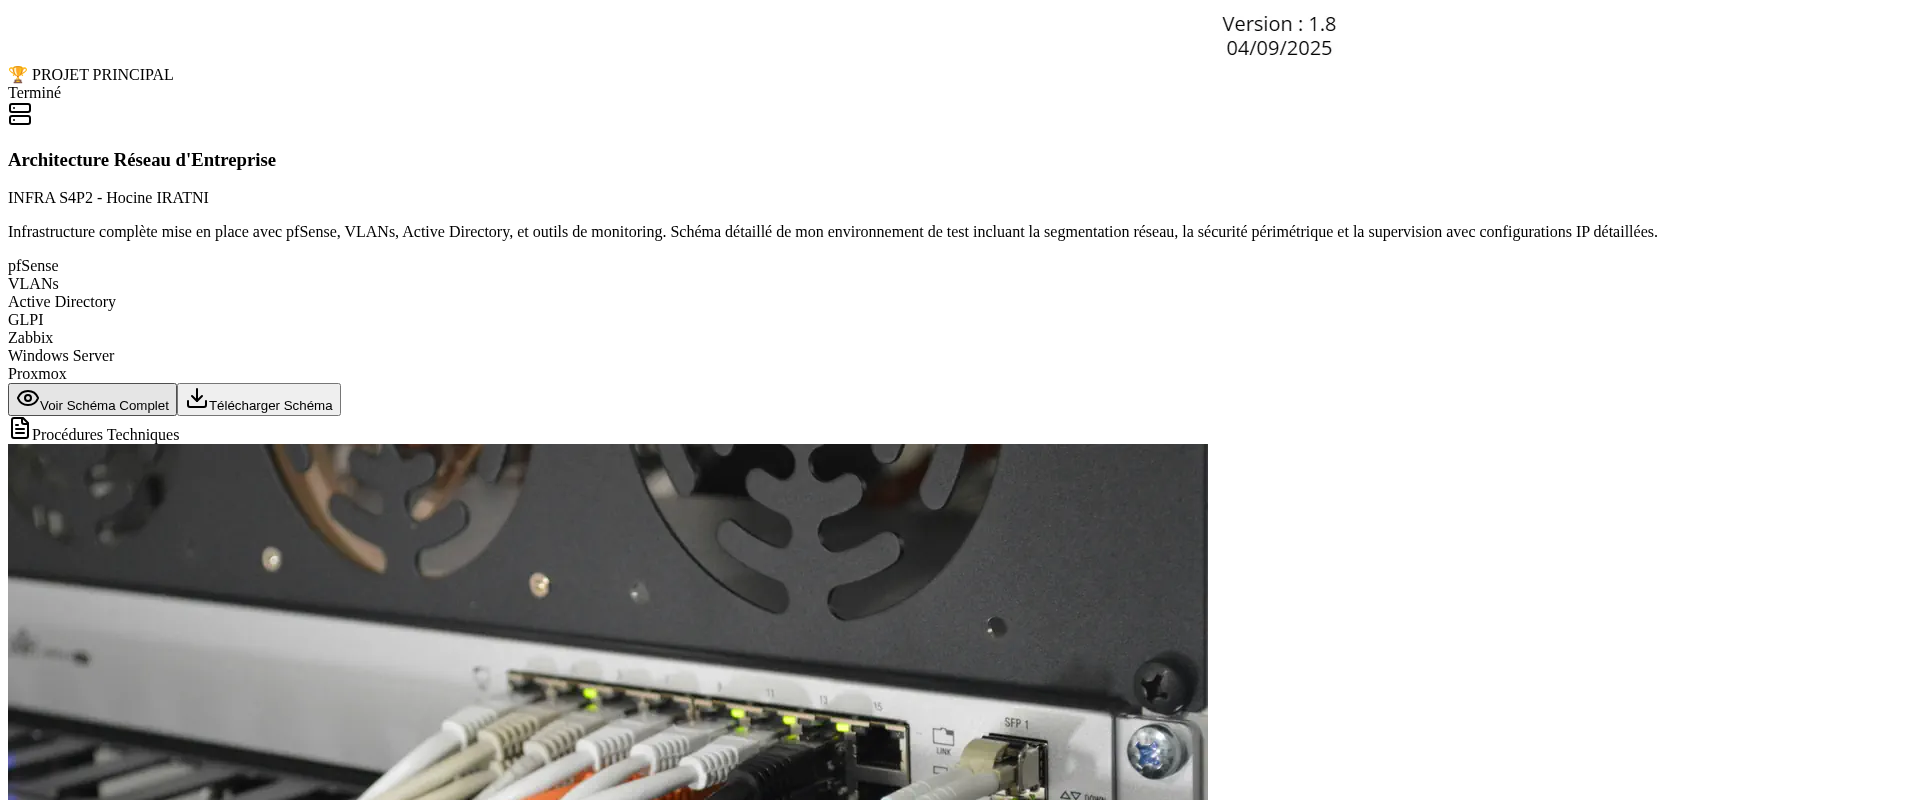 Version : 1.8
04/09/2025
🏆 PROJET PRINCIPAL
Terminé
Architecture Réseau d'Entreprise
INFRA S4P2 - Hocine IRATNI
Infrastructure complète mise en place avec pfSense, VLANs, Active Directory, et outils de monitoring. Schéma détaillé de mon environnement de test incluant la segmentation réseau, la sécurité périmétrique et la supervision avec configurations IP détaillées.
pfSense
VLANs
Active Directory
GLPI
Zabbix
Windows Server
Proxmox
Voir Schéma Complet Télécharger Schéma
Procédures Techniques
11 13 15
SFP 1
LINK